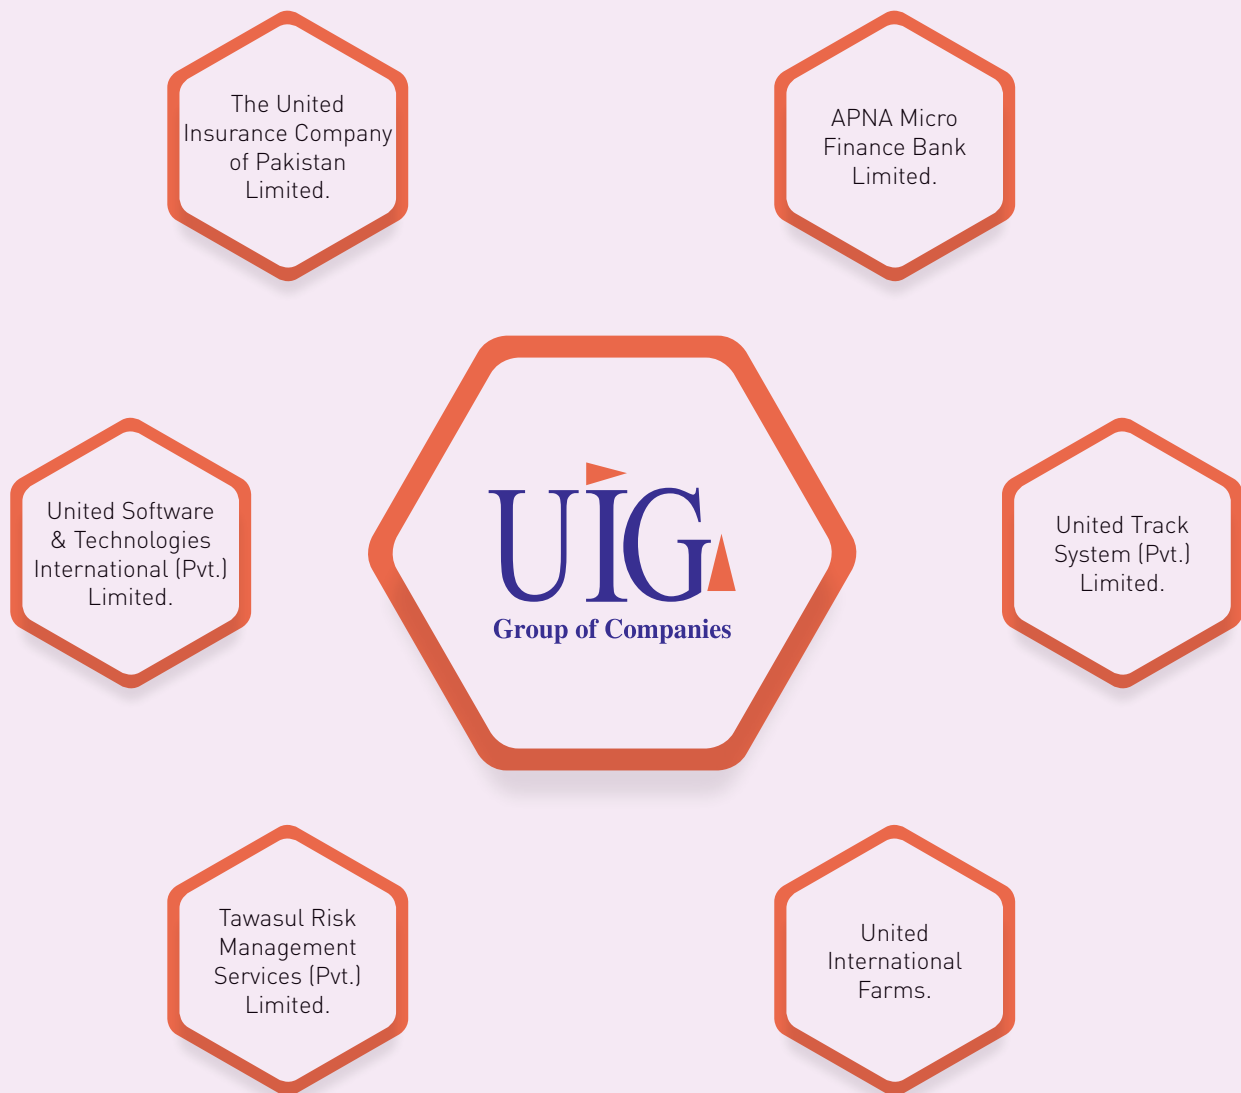 The United
Insurance Company
of Pakistan
Limited.
APNA Micro
Finance Bank
Limited.
United Software
& Technologies
International (Pvt.)
Limited.
UIG
Group of Companies
United Track
System (Pvt.)
Limited.
Tawasul Risk
Management
Services (Pvt.)
Limited.
United
International
Farms.